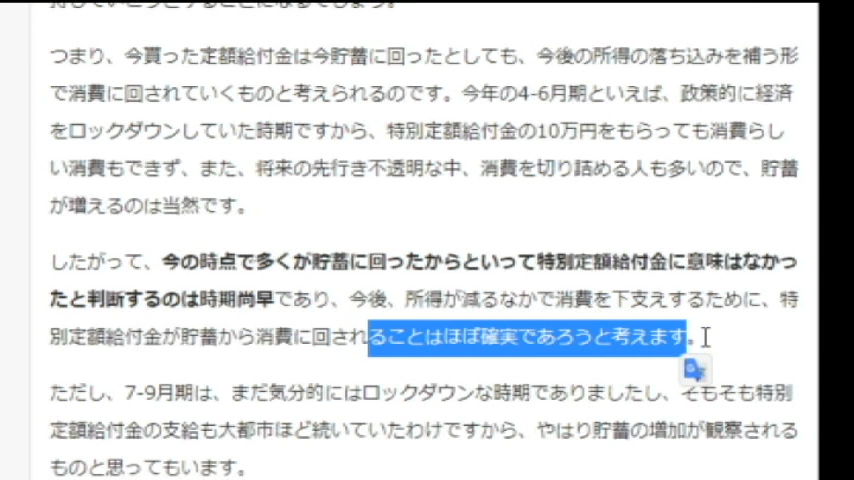 つまり、今貰った定額給付金は今貯蓄に回ったとしても、今後の所得の落ち込みを補う形
で消費に回されていくものと考えられるのです。今年の4-6月期といえば、政策的に経済
をロックダウンしていた時期ですから、特別定額給付金の10万円をもらっても消費らし
い消費もできず、また、将来の先行き不透明な中、消費を切り詰める人も多いので、貯蓄
が増えるのは当然です。
したがって、今の時点で多くが貯蓄に回ったからといって特別定額給付金に意味はなかっ
たと判断するのは時期尚早であり、今後、所得が減るなかで消費を下支えするために、特
別定額給付金が貯蓄から消費に回されることはほぼ確実であろうと考えます。
ただし、7-9月期は、まだ気分的にはロックダウンな時期でありましたし、そもそも特別
定額給付金の支給も大都市ほど続いていたわけですから、やはり貯蓄の増加が観察される
ものと思ってもいます。